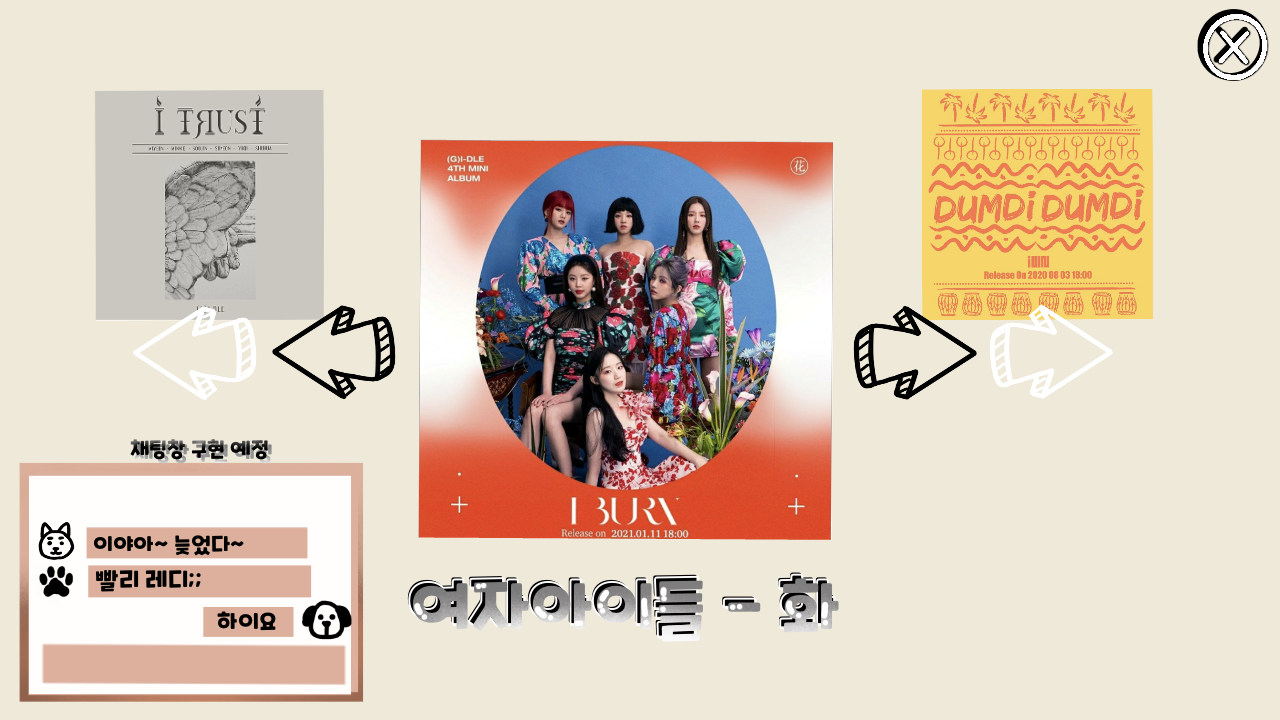 I TRUST
(G)I-DLE
4TH MINI
ALBUM
花
I BURN
Release on 2021.01.11 18:00
DUMDi DUMDi
Release On 2020 08 03 18:00
채팅창 구현 예정
이야아~ 늦었다~
빨리 레디;;
하이요
여자아이들 - 화